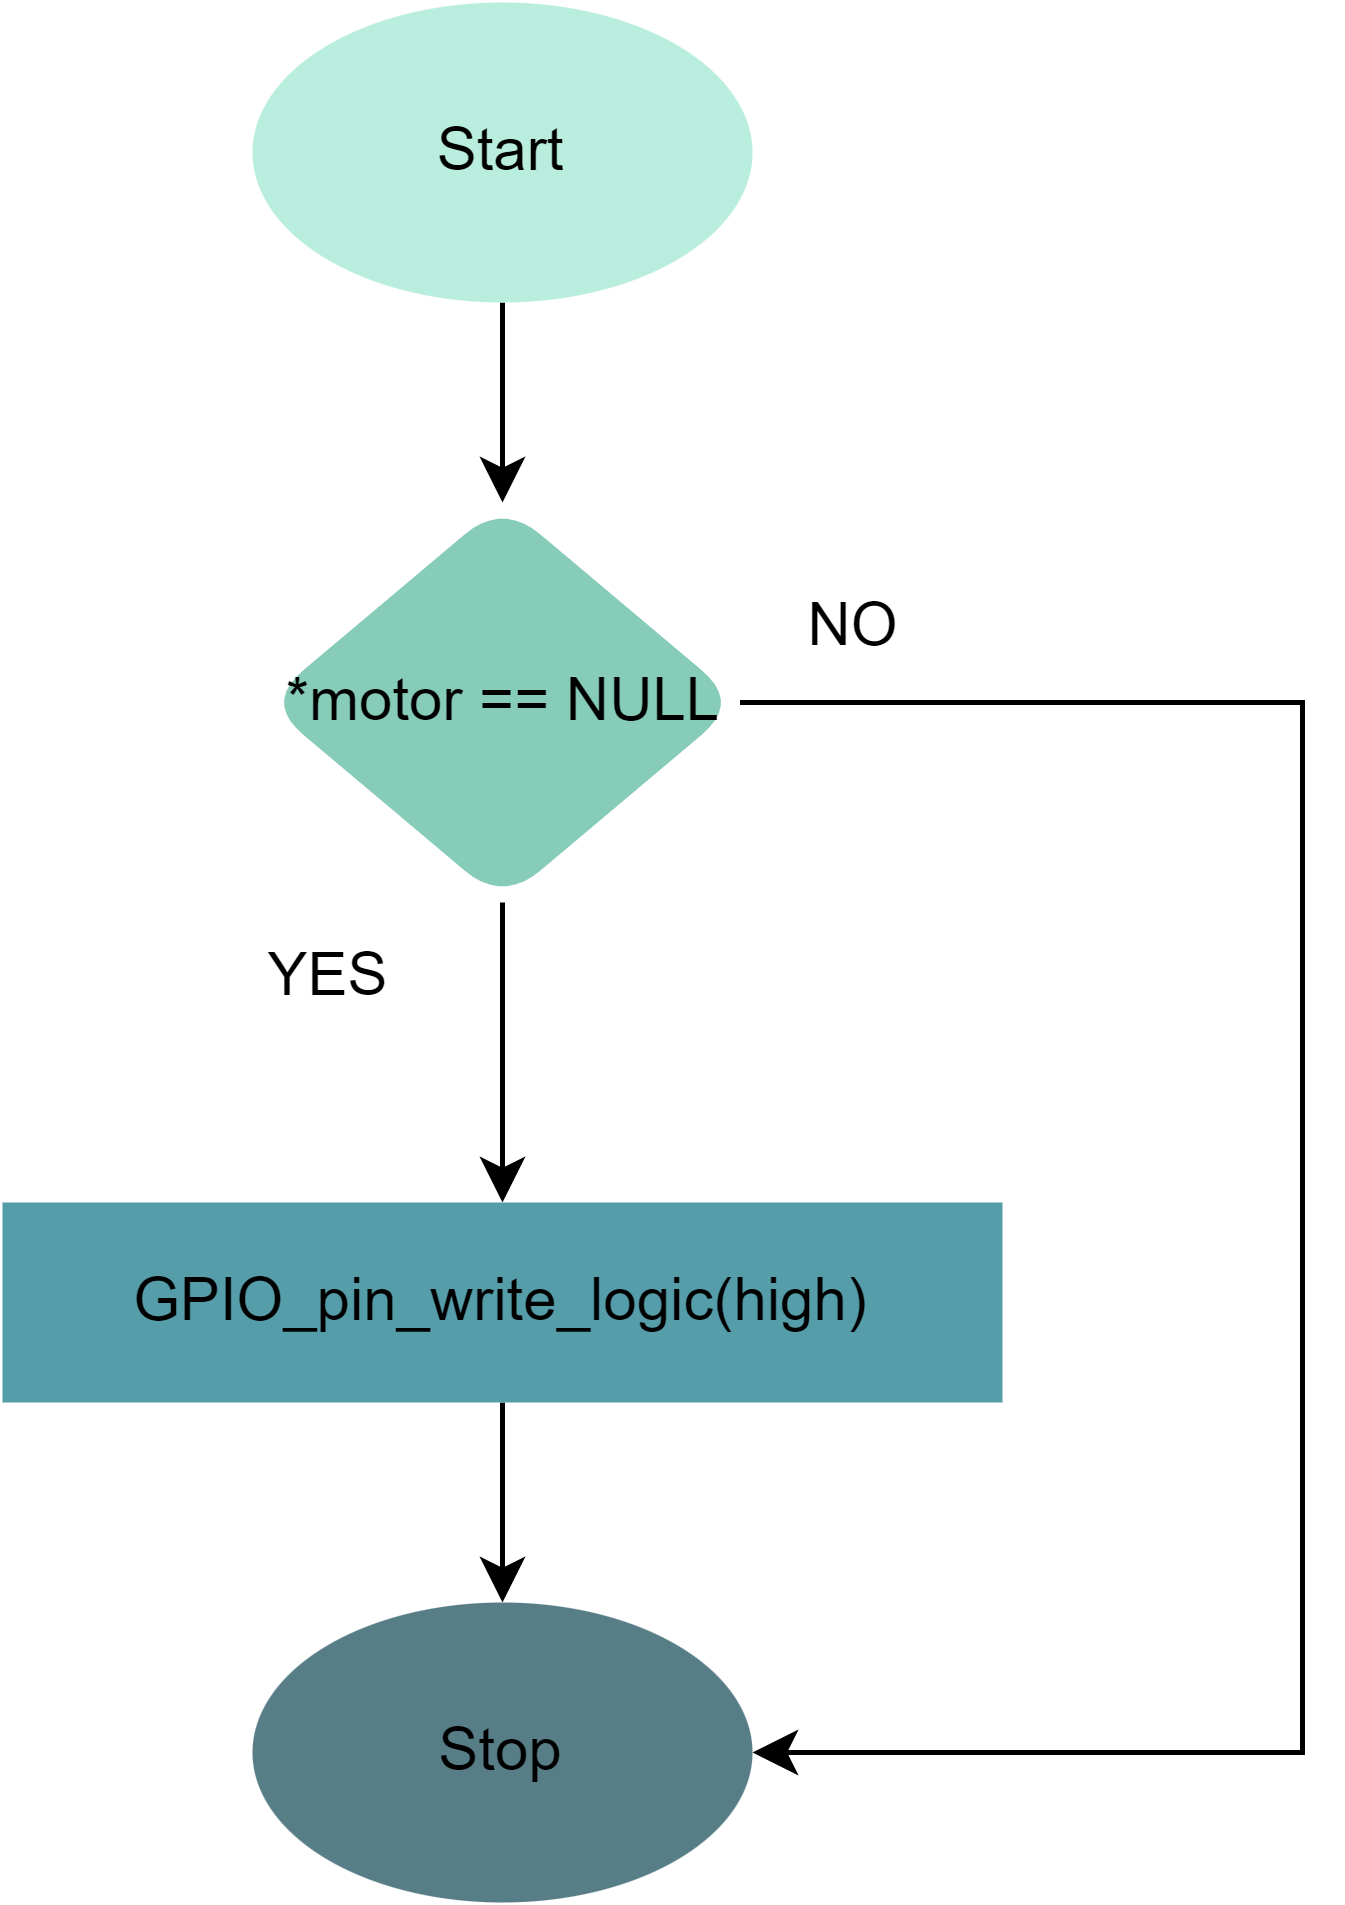 Start
*motor == NULL
NO
YES
GPIO_pin_write_logic(high)
Stop